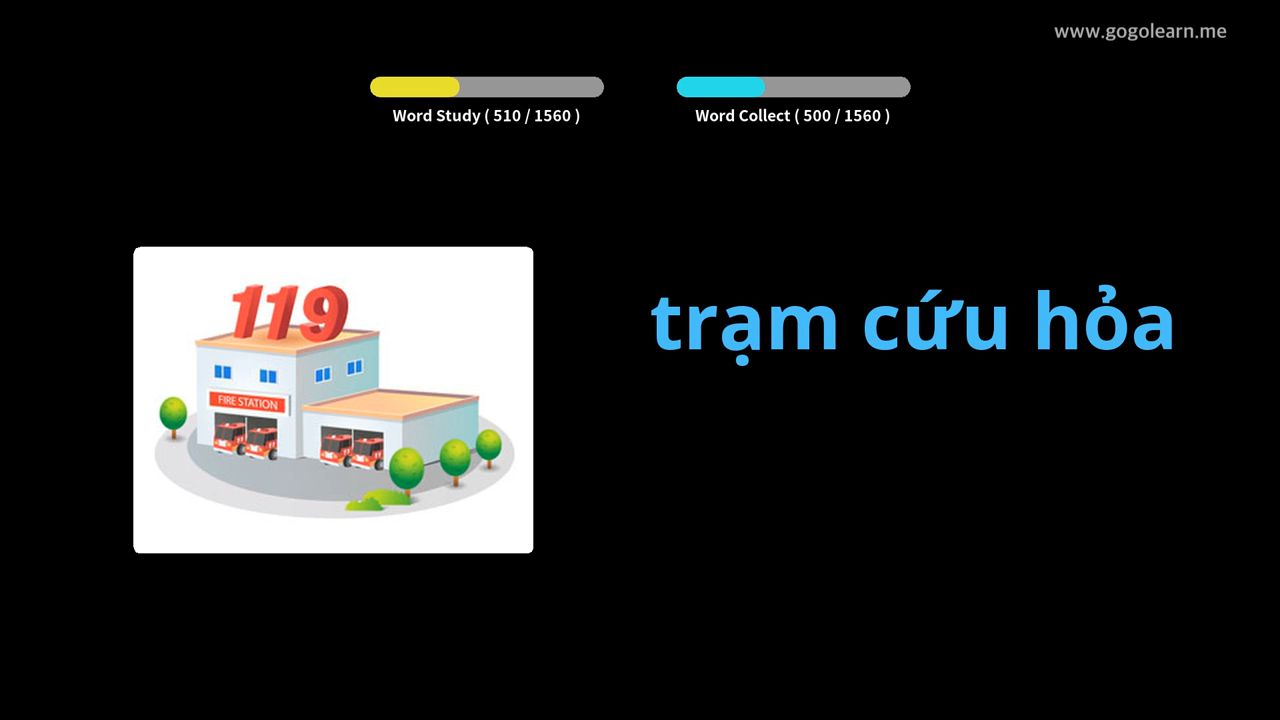 www.gogolearn.me
Word Study ( 510 / 1560 )
Word Collect ( 500 / 1560 )
119
FIRE STATION
trạm cứu hỏa